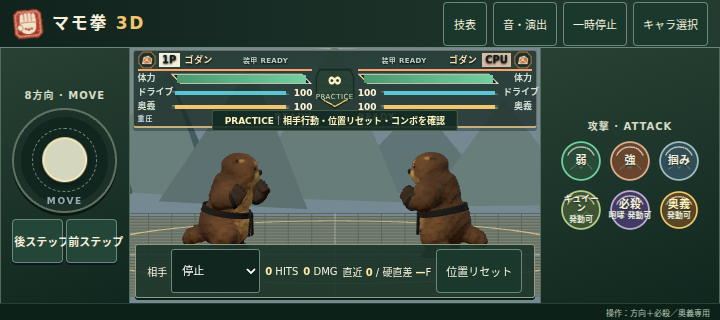 マモ拳 3D
技表
音・演出
一時停止
キャラ選択
1P ゴダン 装甲 READY
装甲 READY ゴダン CPU
体力
体力
ドライブ 100
100 ドライブ
奥義 100
100 奥義
重圧
∞
PRACTICE
PRACTICE｜相手行動・位置リセット・コンボを確認
8方向・MOVE
MOVE
後ステップ
前ステップ
攻撃・ATTACK
弱
強
掴み
ギュイーン
発動可
必殺
咆哮 発動可
奥義
発動可
相手
停止
0 HITS 0 DMG 直近 0 / 硬直差 —F
位置リセット
操作：方向＋必殺／奥義専用